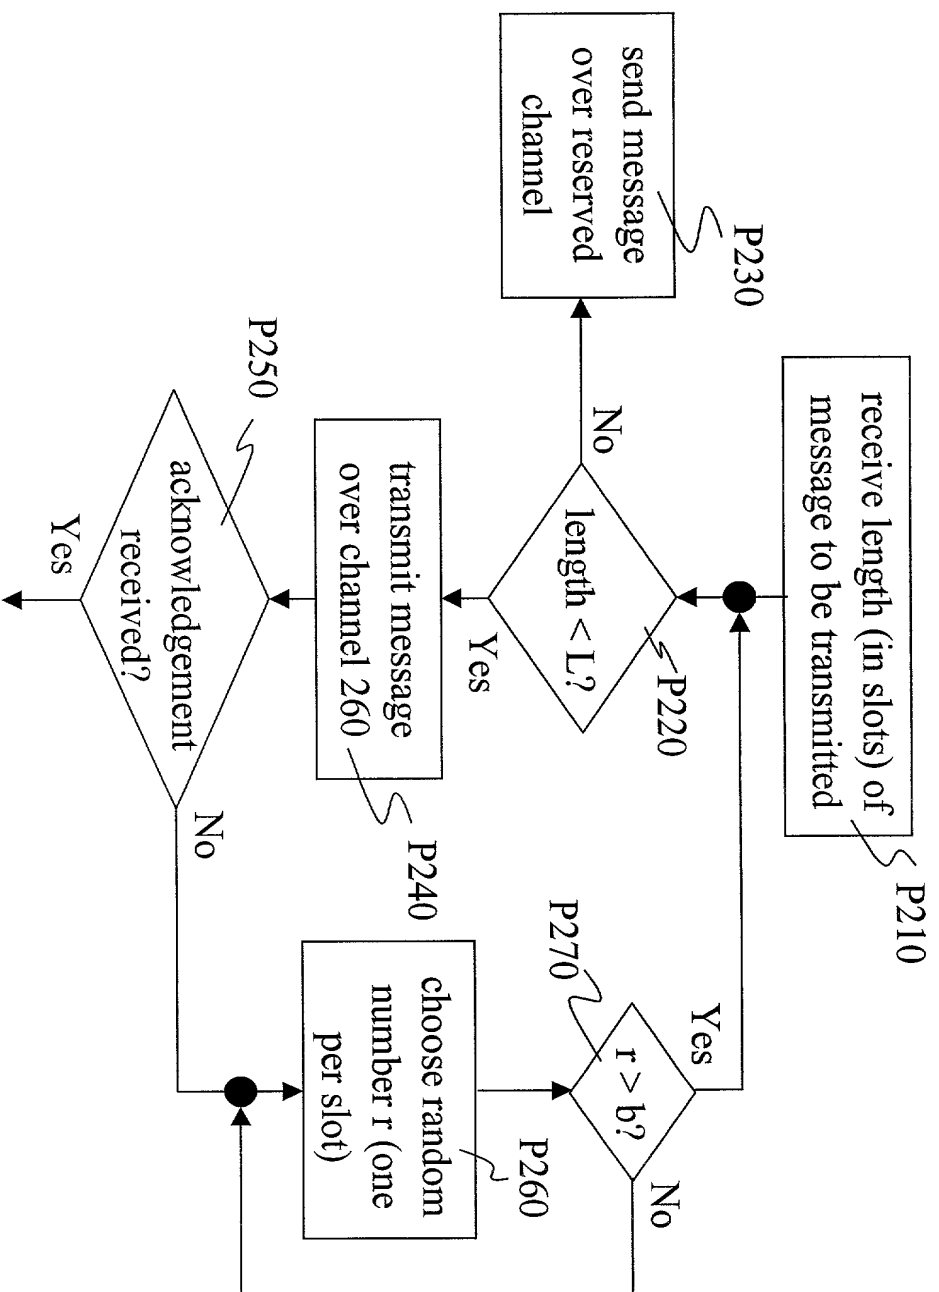 receive length (in slots) of
message to be transmitted
P210
length < L?
P220
No
Yes
send message
over reserved
channel
P230
transmit message
over channel 260
P240
acknowledgement
received?
P250
Yes
No
choose random
number r (one
per slot)
P260
r > b?
P270
Yes
No